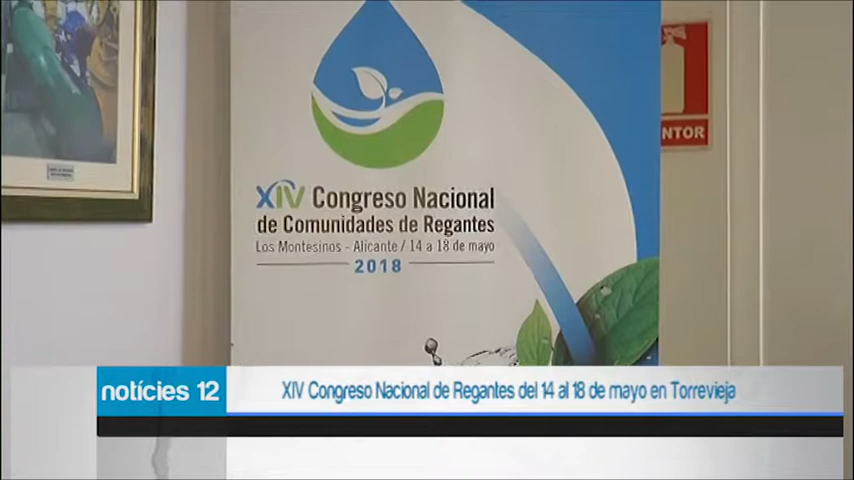 XIV Congreso Nacional
de Comunidades de Regantes
Los Montesinos - Alicante / 14 a 18 de mayo
2018
NTOR
notícies 12
XIV Congreso Nacional de Regantes del 14 al 18 de mayo en Torrevieja